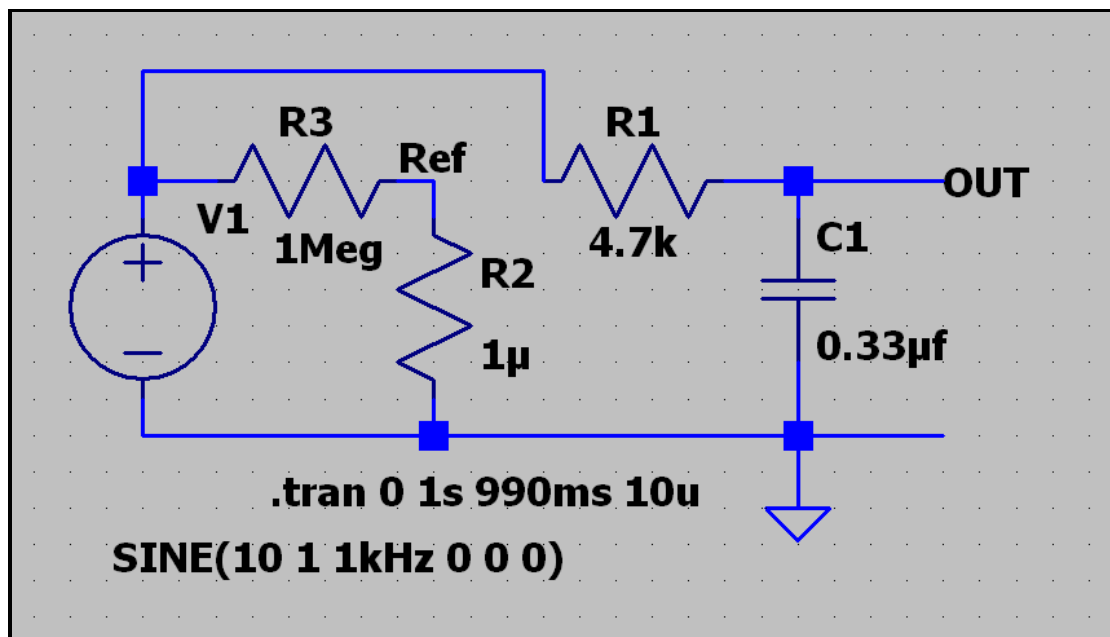 R3
R1
Ref
OUT
V1
1Meg
4.7k
C1
R2
1µ
0.33µf
.tran 0 1s 990ms 10u
SINE(10 1 1kHz 0 0 0)